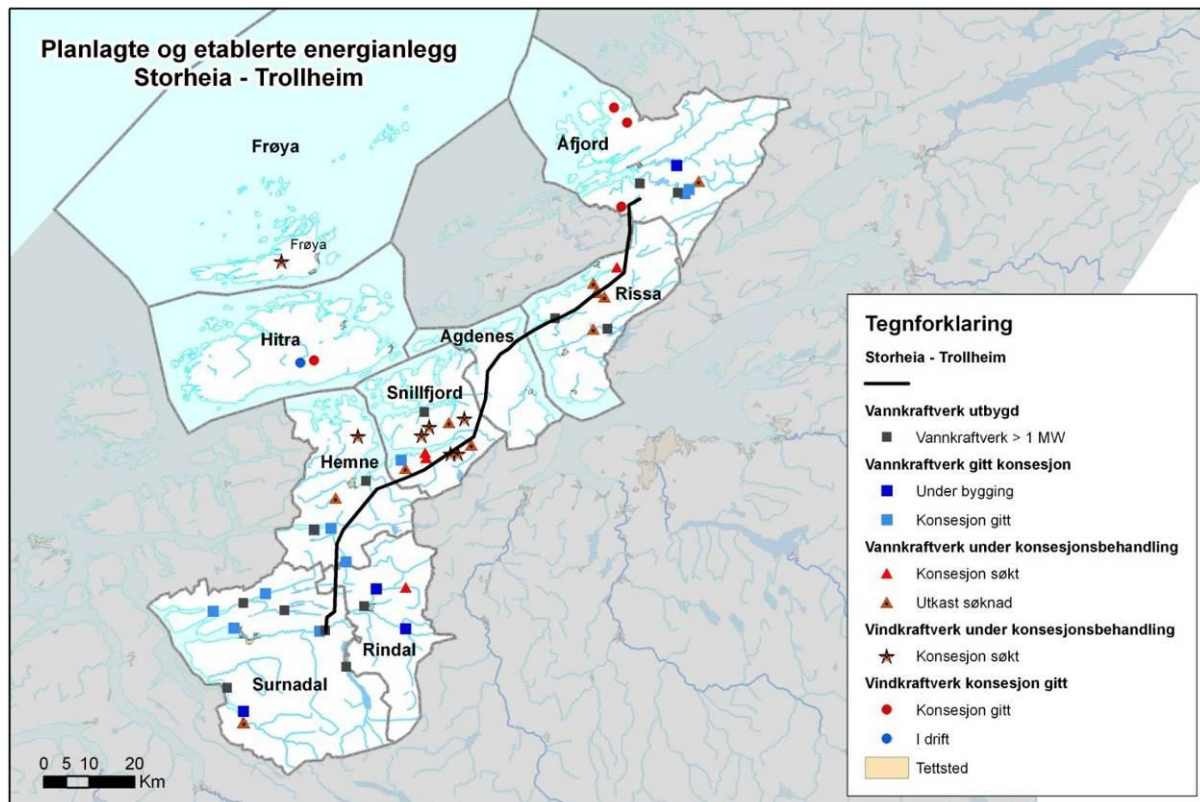 Planlagte og etablerte energianlegg
Storheia - Trollheim
Frøya
Åfjord
Frøya
Rissa
Hitra
Agdenes
Snillfjord
Hemne
Rindal
Surnadal
0 5 10 20
Km
Tegnforklaring
Storheia - Trollheim
Vannkraftverk utbygd
Vannkraftverk > 1 MW
Vannkraftverk gitt konsesjon
Under bygging
Konsesjon gitt
Vannkraftverk under konsesjonsbehandling
Konsesjon søkt
Utkast søknad
Vindkraftverk under konsesjonsbehandling
Konsesjon søkt
Vindkraftverk konsesjon gitt
Konsesjon gitt
I drift
Tettsted